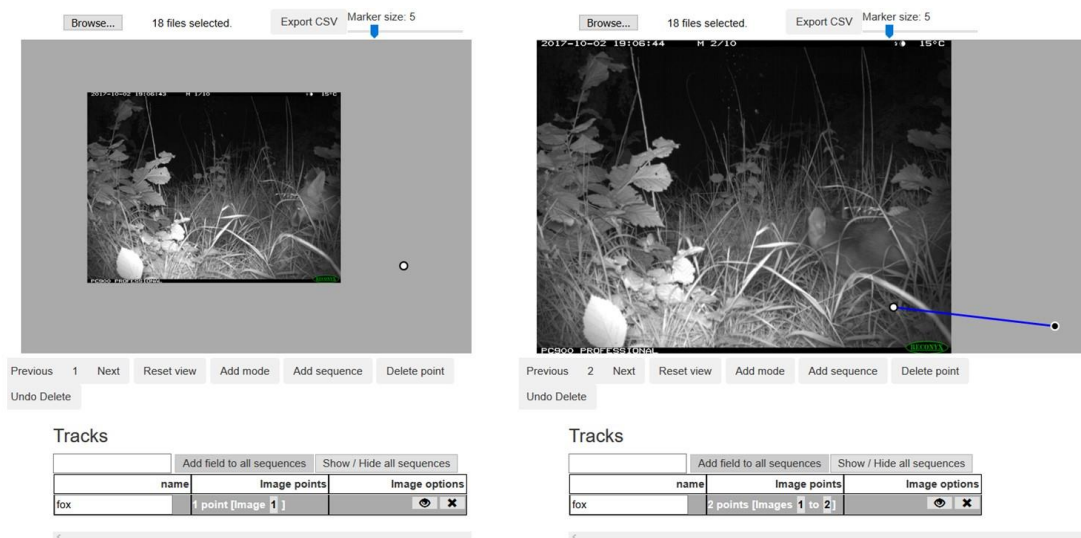 Browse... 18 files selected. Export CSV Marker size: 5
2017-10-02 19:06:43 M 1/10 15°C
PC900 PROFESSIONAL RECONYX
Previous 1 Next Reset view Add mode Add sequence Delete point
Undo Delete
Tracks
Add field to all sequences Show / Hide all sequences
name Image points Image options
fox 1 point [Image 1 ]
Browse... 18 files selected. Export CSV Marker size: 5
2017-10-02 19:06:44 M 2/10 15°C
PC900 PROFESSIONAL RECONYX
Previous 2 Next Reset view Add mode Add sequence Delete point
Undo Delete
Tracks
Add field to all sequences Show / Hide all sequences
name Image points Image options
fox 2 points [Images 1 to 2 ]